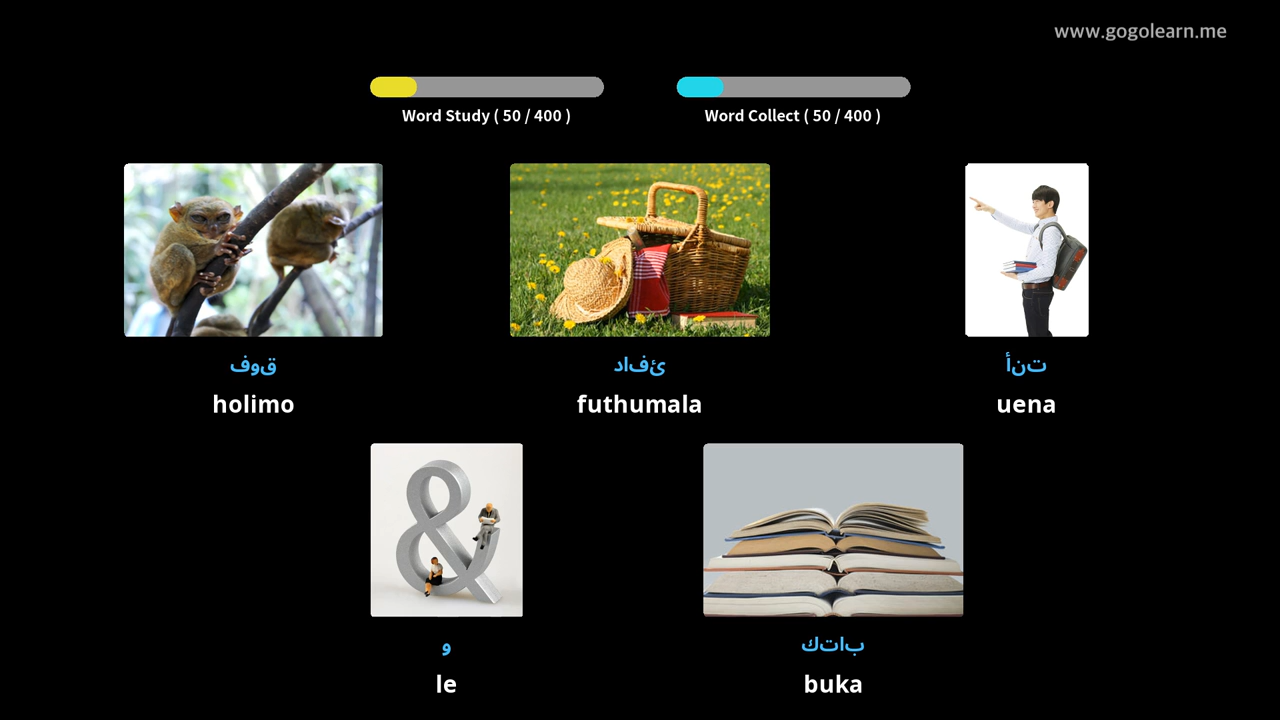 www.gogolearn.me
Word Study ( 50 / 400 )
Word Collect ( 50 / 400 )
قوف
ئفاد
تنأ
holimo
futhumala
uena
و
باتك
le
buka